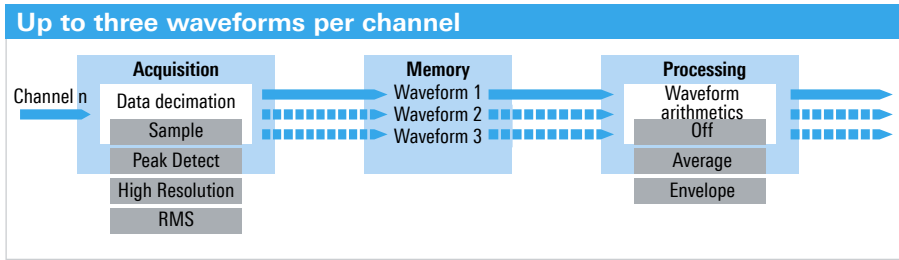 Up to three waveforms per channel
Acquisition
Memory
Processing
Channel n
Data decimation
Sample
Peak Detect
High Resolution
RMS
Waveform 1
Waveform 2
Waveform 3
Waveform
arithmetics
Off
Average
Envelope